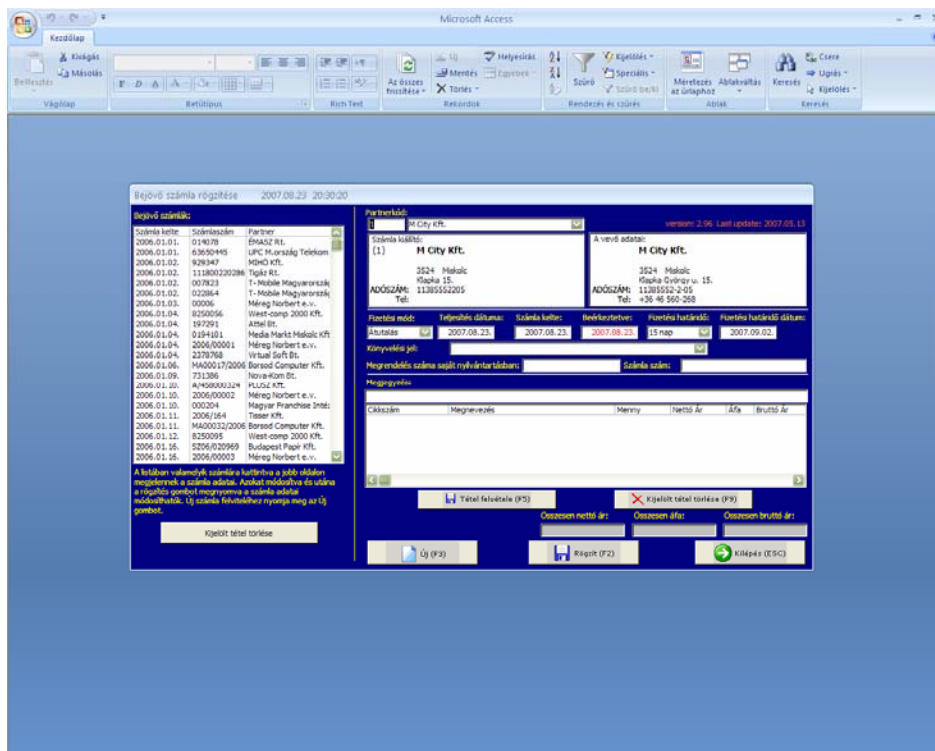 Microsoft Access
Kezdőlap
Beillesztés
Kivágás
Másolás
Vágólap
F D A
Betűtípus
Rich Text
Az összes
frissítése
Új
Mentés
Törlés
Helyesírás
Egyebek
Rekordok
Szűrő
Kijelölés
Speciális
Szűrő be/ki
Rendezés és szűrés
Méretezés
az űrlaphoz
Ablakváltás
Ablak
Keresés
Csere
Ugrás
Kijelölés
Keresés
Bejövő számla rögzítése 2007.08.23 20:30:20
Bejövő számlák:
Számla kelte Számlaszám Partner
2006.01.01. 014078 ÉMÁSZ Rt.
2006.01.01. 63650445 UPC M.ország Telekom
2006.01.02. 929347 MIHŐ Kft.
2006.01.02. 111800220286 Tigáz Rt.
2006.01.02. 007823 T-Mobile Magyarország
2006.01.02. 022864 T-Mobile Magyarország
2006.01.03. 00006 Méreg Norbert e.v.
2006.01.04. 8250056 West-comp 2000 Kft.
2006.01.04. 197291 Attel Bt.
2006.01.04. 0194101 Media Markt Miskolc Kft
2006.01.04. 2006/00001 Méreg Norbert e.v.
2006.01.04. 2378768 Virtual Soft Bt.
2006.01.06. MA00017/2006 Borsod Computer Kft.
2006.01.09. 731386 Nova-Kom Bt.
2006.01.10. A/458000324 PLUSZ Kft.
2006.01.10. 2006/00002 Méreg Norbert e.v.
2006.01.10. 000204 Magyar Franchise Inté
2006.01.11. 2006/164 Tisser Kft.
2006.01.11. MA00032/2006 Borsod Computer Kft.
2006.01.12. 8250095 West-comp 2000 Kft.
2006.01.16. SZ06/020969 Budapest Papír Kft.
2006.01.16. 2006/00003 Méreg Norbert e.v.
A listában valamelyik számlára kattintva a jobb oldalon
megjelennek a számla adatai. Azokat módosítva és utána
a rögzítés gombot megnyomva a számla adatai
módosíthatók. Új számla felviteléhez nyomja meg az Új
gombot.
Kijelölt tétel törlése
Partnerkód:
1 M City Kft.
version: 2.96 Last update: 2007.05.13
Számla kiállító:
(1) M City Kft.
3524 Miskolc
Klapka 15.
ADÓSZÁM: 11385552205
Tel:
A vevő adatai:
M City Kft.
3524 Miskolc
Klapka György u. 15.
ADÓSZÁM: 11385552-2-05
Tel: +36 46 560-268
Fizetési mód: Teljesítés dátuma: Számla kelte: Beérkeztetve: Fizetési határidő: Fizetési határidő dátum:
Átutalás 2007.08.23. 2007.08.23. 2007.08.23. 15 nap 2007.09.02.
Könyvelési jel:
Megrendelés száma saját nyilvántartásban: Számla szám:
Megjegyzés:
Cikkszám Megnevezés Menny Nettó Ár Áfa Bruttó Ár
Tétel felvétele (F5) Kijelölt tétel törlése (F9)
Összesen nettó ár: Összesen áfa: Összesen bruttó ár:
Új (F3) Rögzít (F2) Kilépés (ESC)